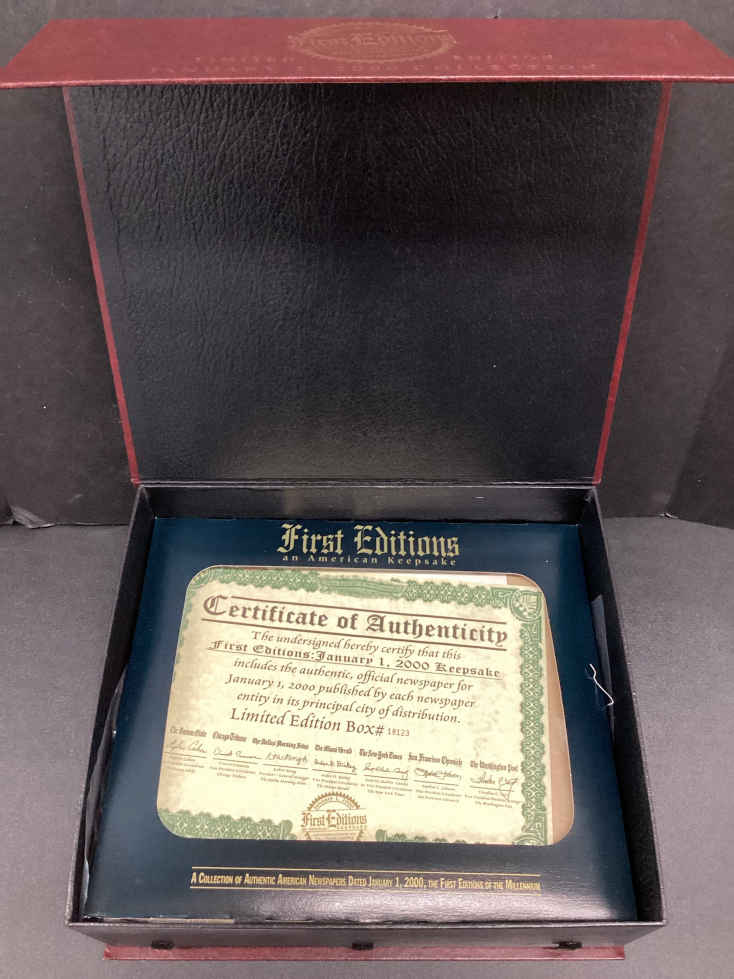 First Editions
LIMITED EDITION
First Editions
an American Keepsake
Certificate of Authenticity
The undersigned hereby certify that this
First Editions: January 1, 2000 Keepsake
includes the authentic, official newspaper for
January 1, 2000 published by each newspaper
entity in its principal city of distribution.
Limited Edition Box# 18123
Chicago Tribune The Dallas Morning News The Miami Herald The New York Times San Francisco Chronicle The Washington Post
First Editions
A COLLECTION OF AUTHENTIC AMERICAN NEWSPAPERS DATED JANUARY 1, 2000, THE FIRST EDITIONS OF THE MILLENNIUM